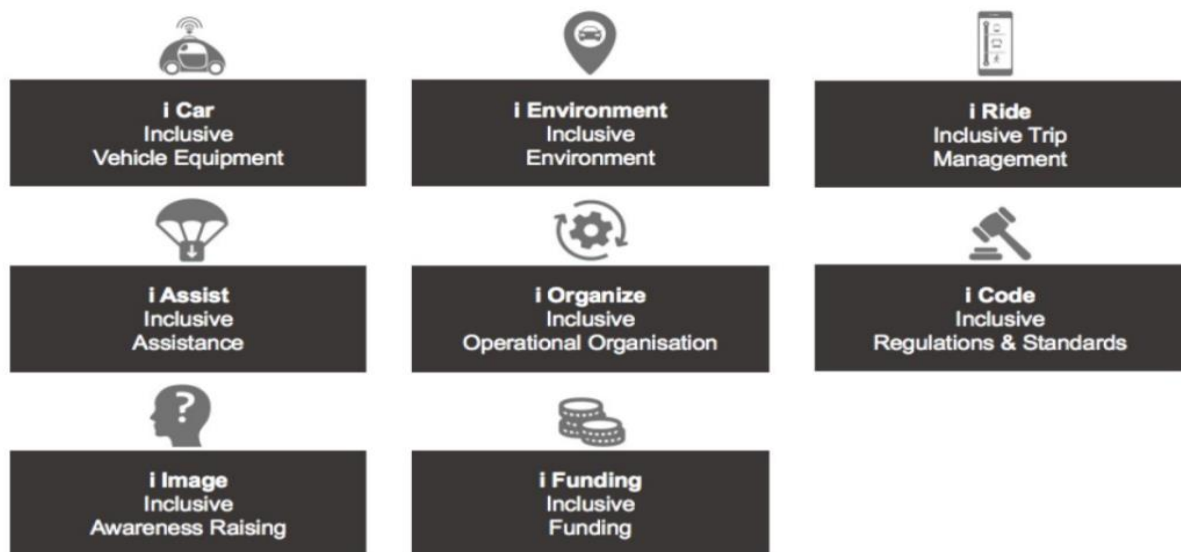 i Car
Inclusive
Vehicle Equipment
i Environment
Inclusive
Environment
i Ride
Inclusive Trip
Management
i Assist
Inclusive
Assistance
i Organize
Inclusive
Operational Organisation
i Code
Inclusive
Regulations & Standards
i Image
Inclusive
Awareness Raising
i Funding
Inclusive
Funding